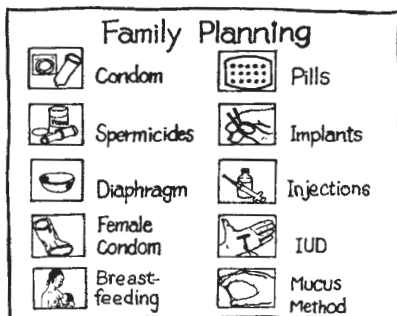 Family Planning
Condom
Pills
Spermicides
Implants
Diaphragm
Injections
Female
Condom
IUD
Breast-
feeding
Mucus
Method